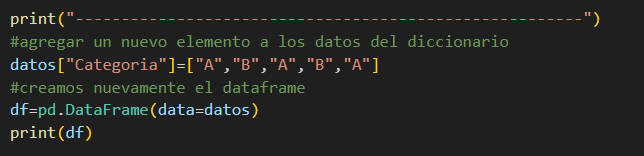 print("-----------------------------------------------------")
#agregar un nuevo elemento a los datos del diccionario
datos["Categoria"]=["A","B","A","B","A"]
#creamos nuevamente el dataframe
df=pd.DataFrame(data=datos)
print(df)